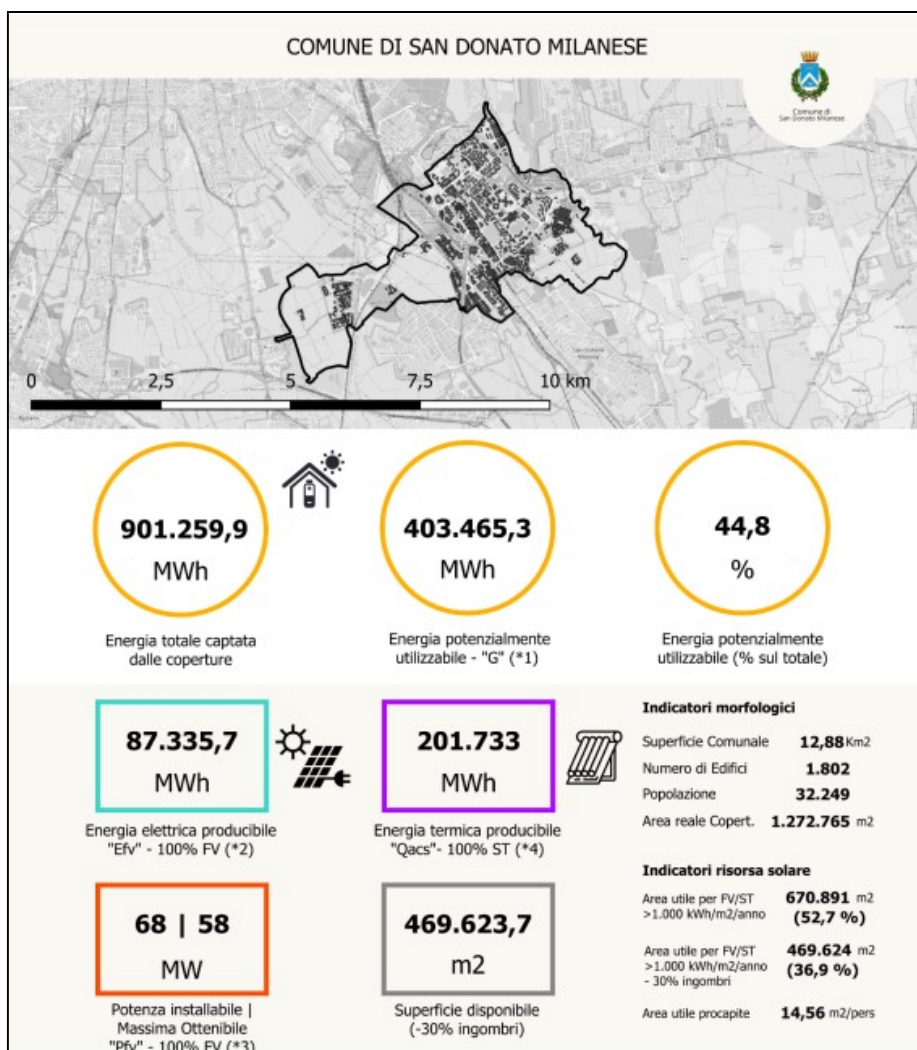 COMUNE DI SAN DONATO MILANESE
Comune di
San Donato Milanese
0
2,5
5
7,5
10 km
901.259,9
MWh
Energia totale captata
dalle coperture
403.465,3
MWh
Energia potenzialmente
utilizzabile - "G" (*1)
44,8
%
Energia potenzialmente
utilizzabile (% sul totale)
87.335,7
MWh
Energia elettrica producibile
"Efv" - 100% FV (*2)
201.733
MWh
Energia termica producibile
"Qacs"- 100% ST (*4)
68 | 58
MW
Potenza installabile |
Massima Ottenibile
"Pfv" - 100% FV (*3)
469.623,7
m2
Superficie disponibile
(-30% ingombri)
Indicatori morfologici
Superficie Comunale 12,88 Km2
Numero di Edifici 1.802
Popolazione 32.249
Area reale Copert. 1.272.765 m2
Indicatori risorsa solare
Area utile per FV/ST 670.891 m2
>1.000 kWh/m2/anno (52,7 %)
Area utile per FV/ST 469.624 m2
>1.000 kWh/m2/anno (36,9 %)
- 30% ingombri
Area utile procapite 14,56 m2/pers